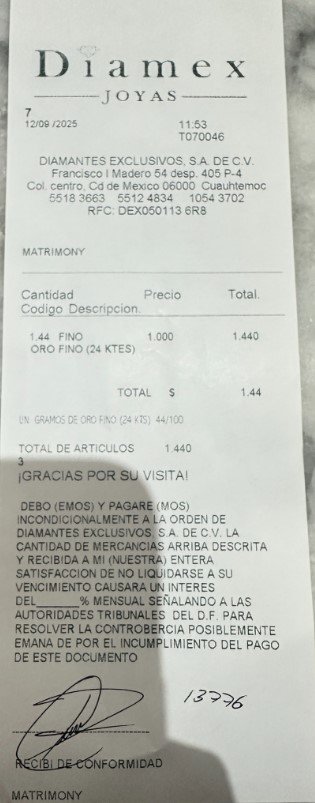 Diamex
JOYAS
7
12/09 /2025 11:53
T070046
DIAMANTES EXCLUSIVOS, S.A. DE C.V.
Francisco I Madero 54 desp. 405 P-4
Col. centro, Cd de Mexico 06000 Cuauhtemoc
5518 3663 5512 4834 1054 3702
RFC: DEX050113 6R8
MATRIMONY
Cantidad Precio Total.
Codigo Descripcion.
1.44 FINO 1.000 1.440
ORO FINO (24 KTES)
TOTAL $ 1.44
UN GRAMOS DE ORO FINO (24 KTS) 44/100
TOTAL DE ARTICULOS 1.440
3
¡GRACIAS POR SU VISITA!
DEBO (EMOS) Y PAGARE (MOS)
INCONDICIONALMENTE A LA ORDEN DE
DIAMANTES EXCLUSIVOS, S.A. DE C.V. LA
CANTIDAD DE MERCANCIAS ARRIBA DESCRITA
Y RECIBIDA A MI (NUESTRA) ENTERA
SATISFACCION DE NO LIQUIDARSE A SU
VENCIMIENTO CAUSARA UN INTERES
DEL______% MENSUAL SEÑALANDO A LAS
AUTORIDADES TRIBUNALES DEL D.F. PARA
RESOLVER LA CONTROBERCIA POSIBLEMENTE
EMANA DE POR EL INCUMPLIMIENTO DEL PAGO
DE ESTE DOCUMENTO
13776
RECIBI DE CONFORMIDAD
MATRIMONY